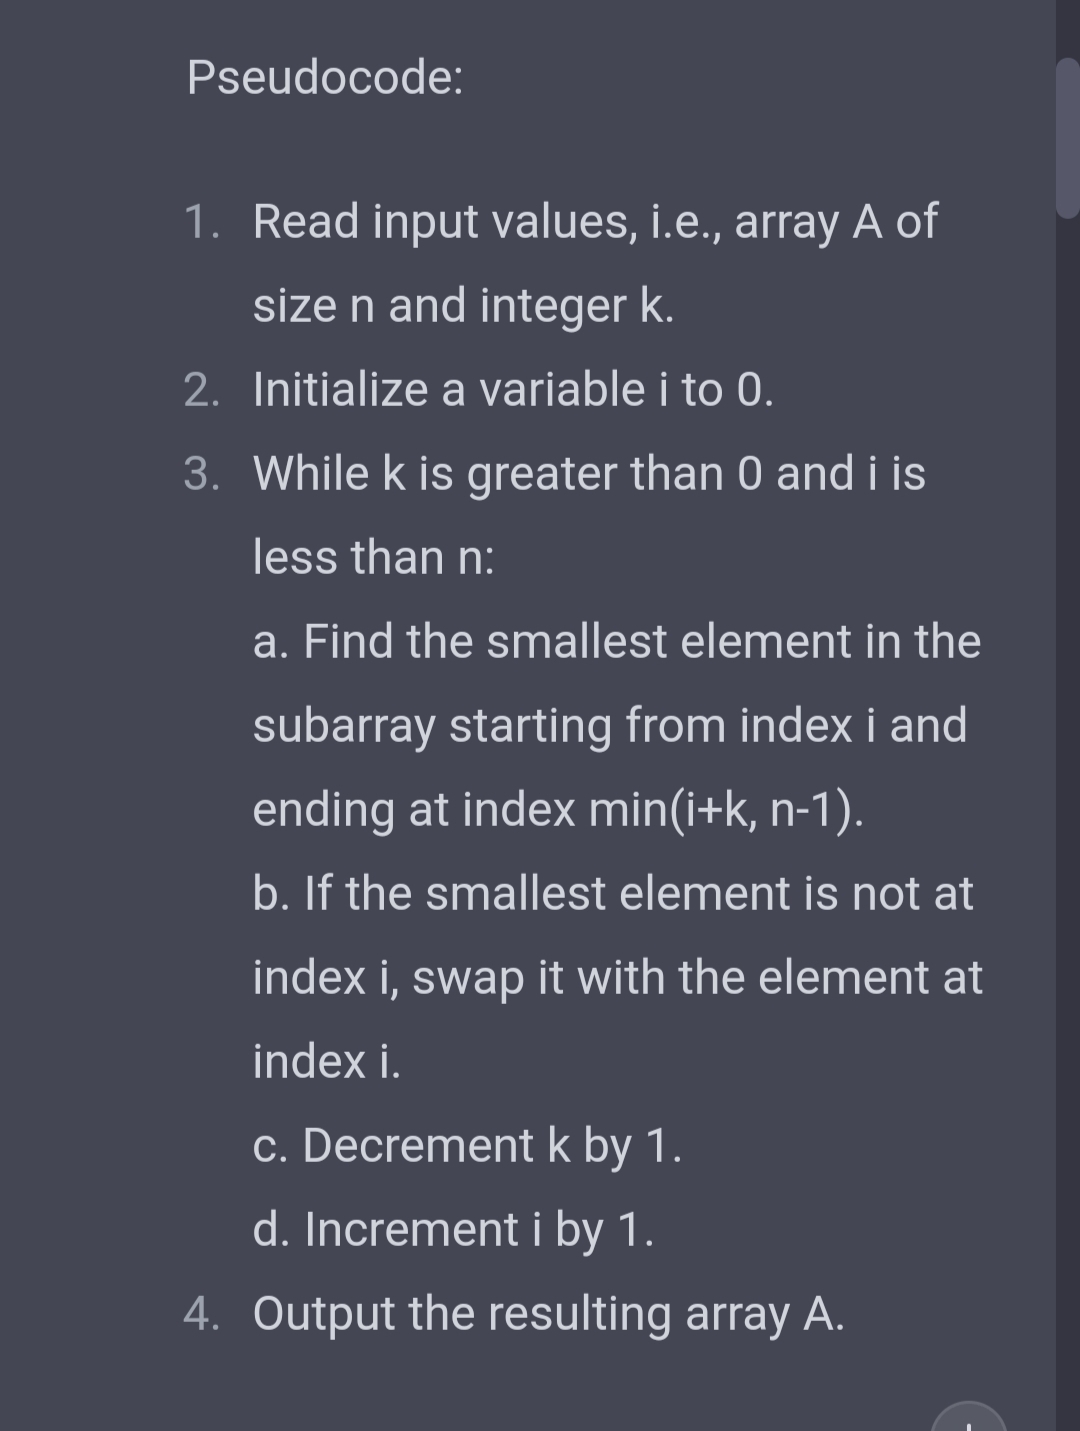 Pseudocode:
1. Read input values, i.e., array A of
size n and integer k.
2. Initialize a variable i to 0.
3. While k is greater than 0 and i is
less than n:
a. Find the smallest element in the
subarray starting from index i and
ending at index min(i+k, n-1).
b. If the smallest element is not at
index i, swap it with the element at
index i.
c. Decrement k by 1.
d. Increment i by 1.
4. Output the resulting array A.